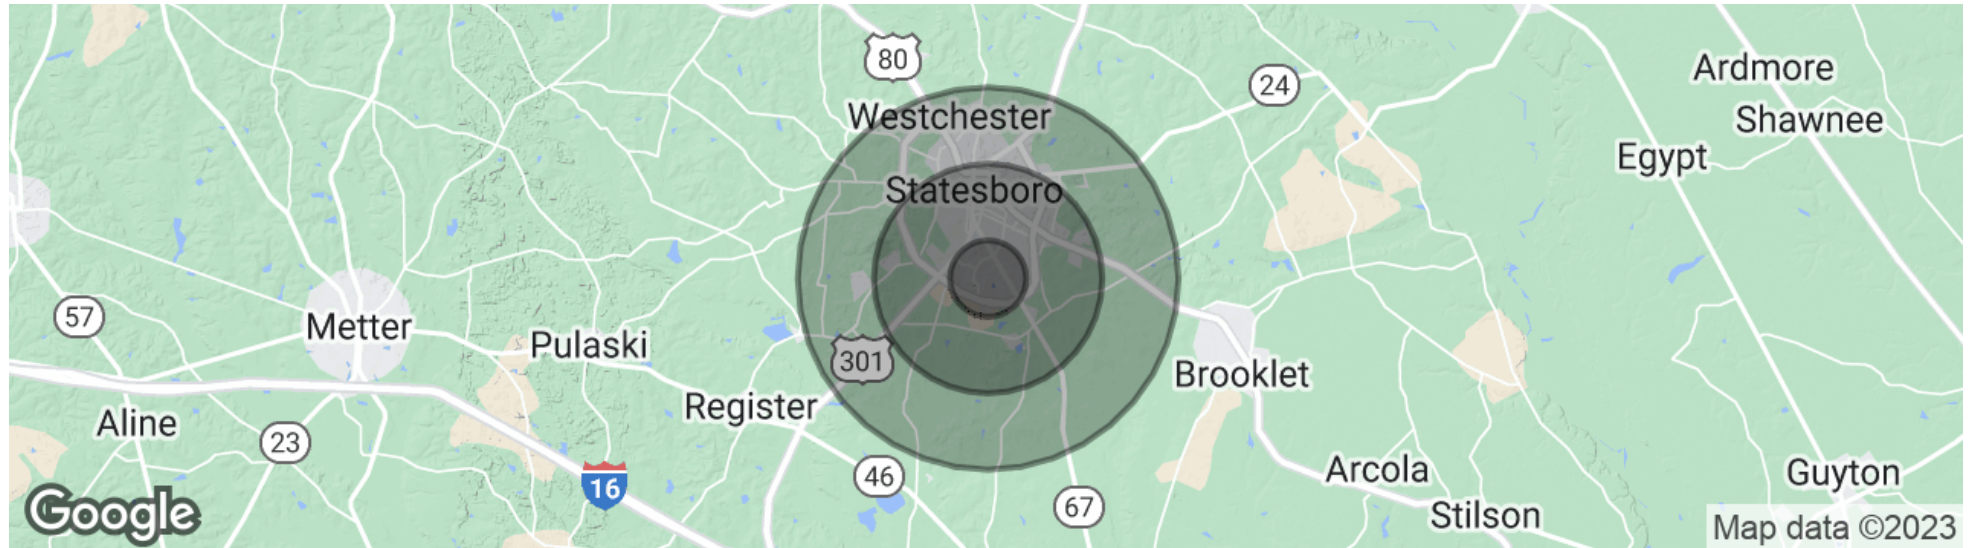 80
24
Ardmore
Westchester
Shawnee
Egypt
Statesboro
57
Metter
Pulaski
301
Brooklet
Register
Aline
23
46
Arcola
Guyton
16
67
Stilson
Google
Map data ©2023